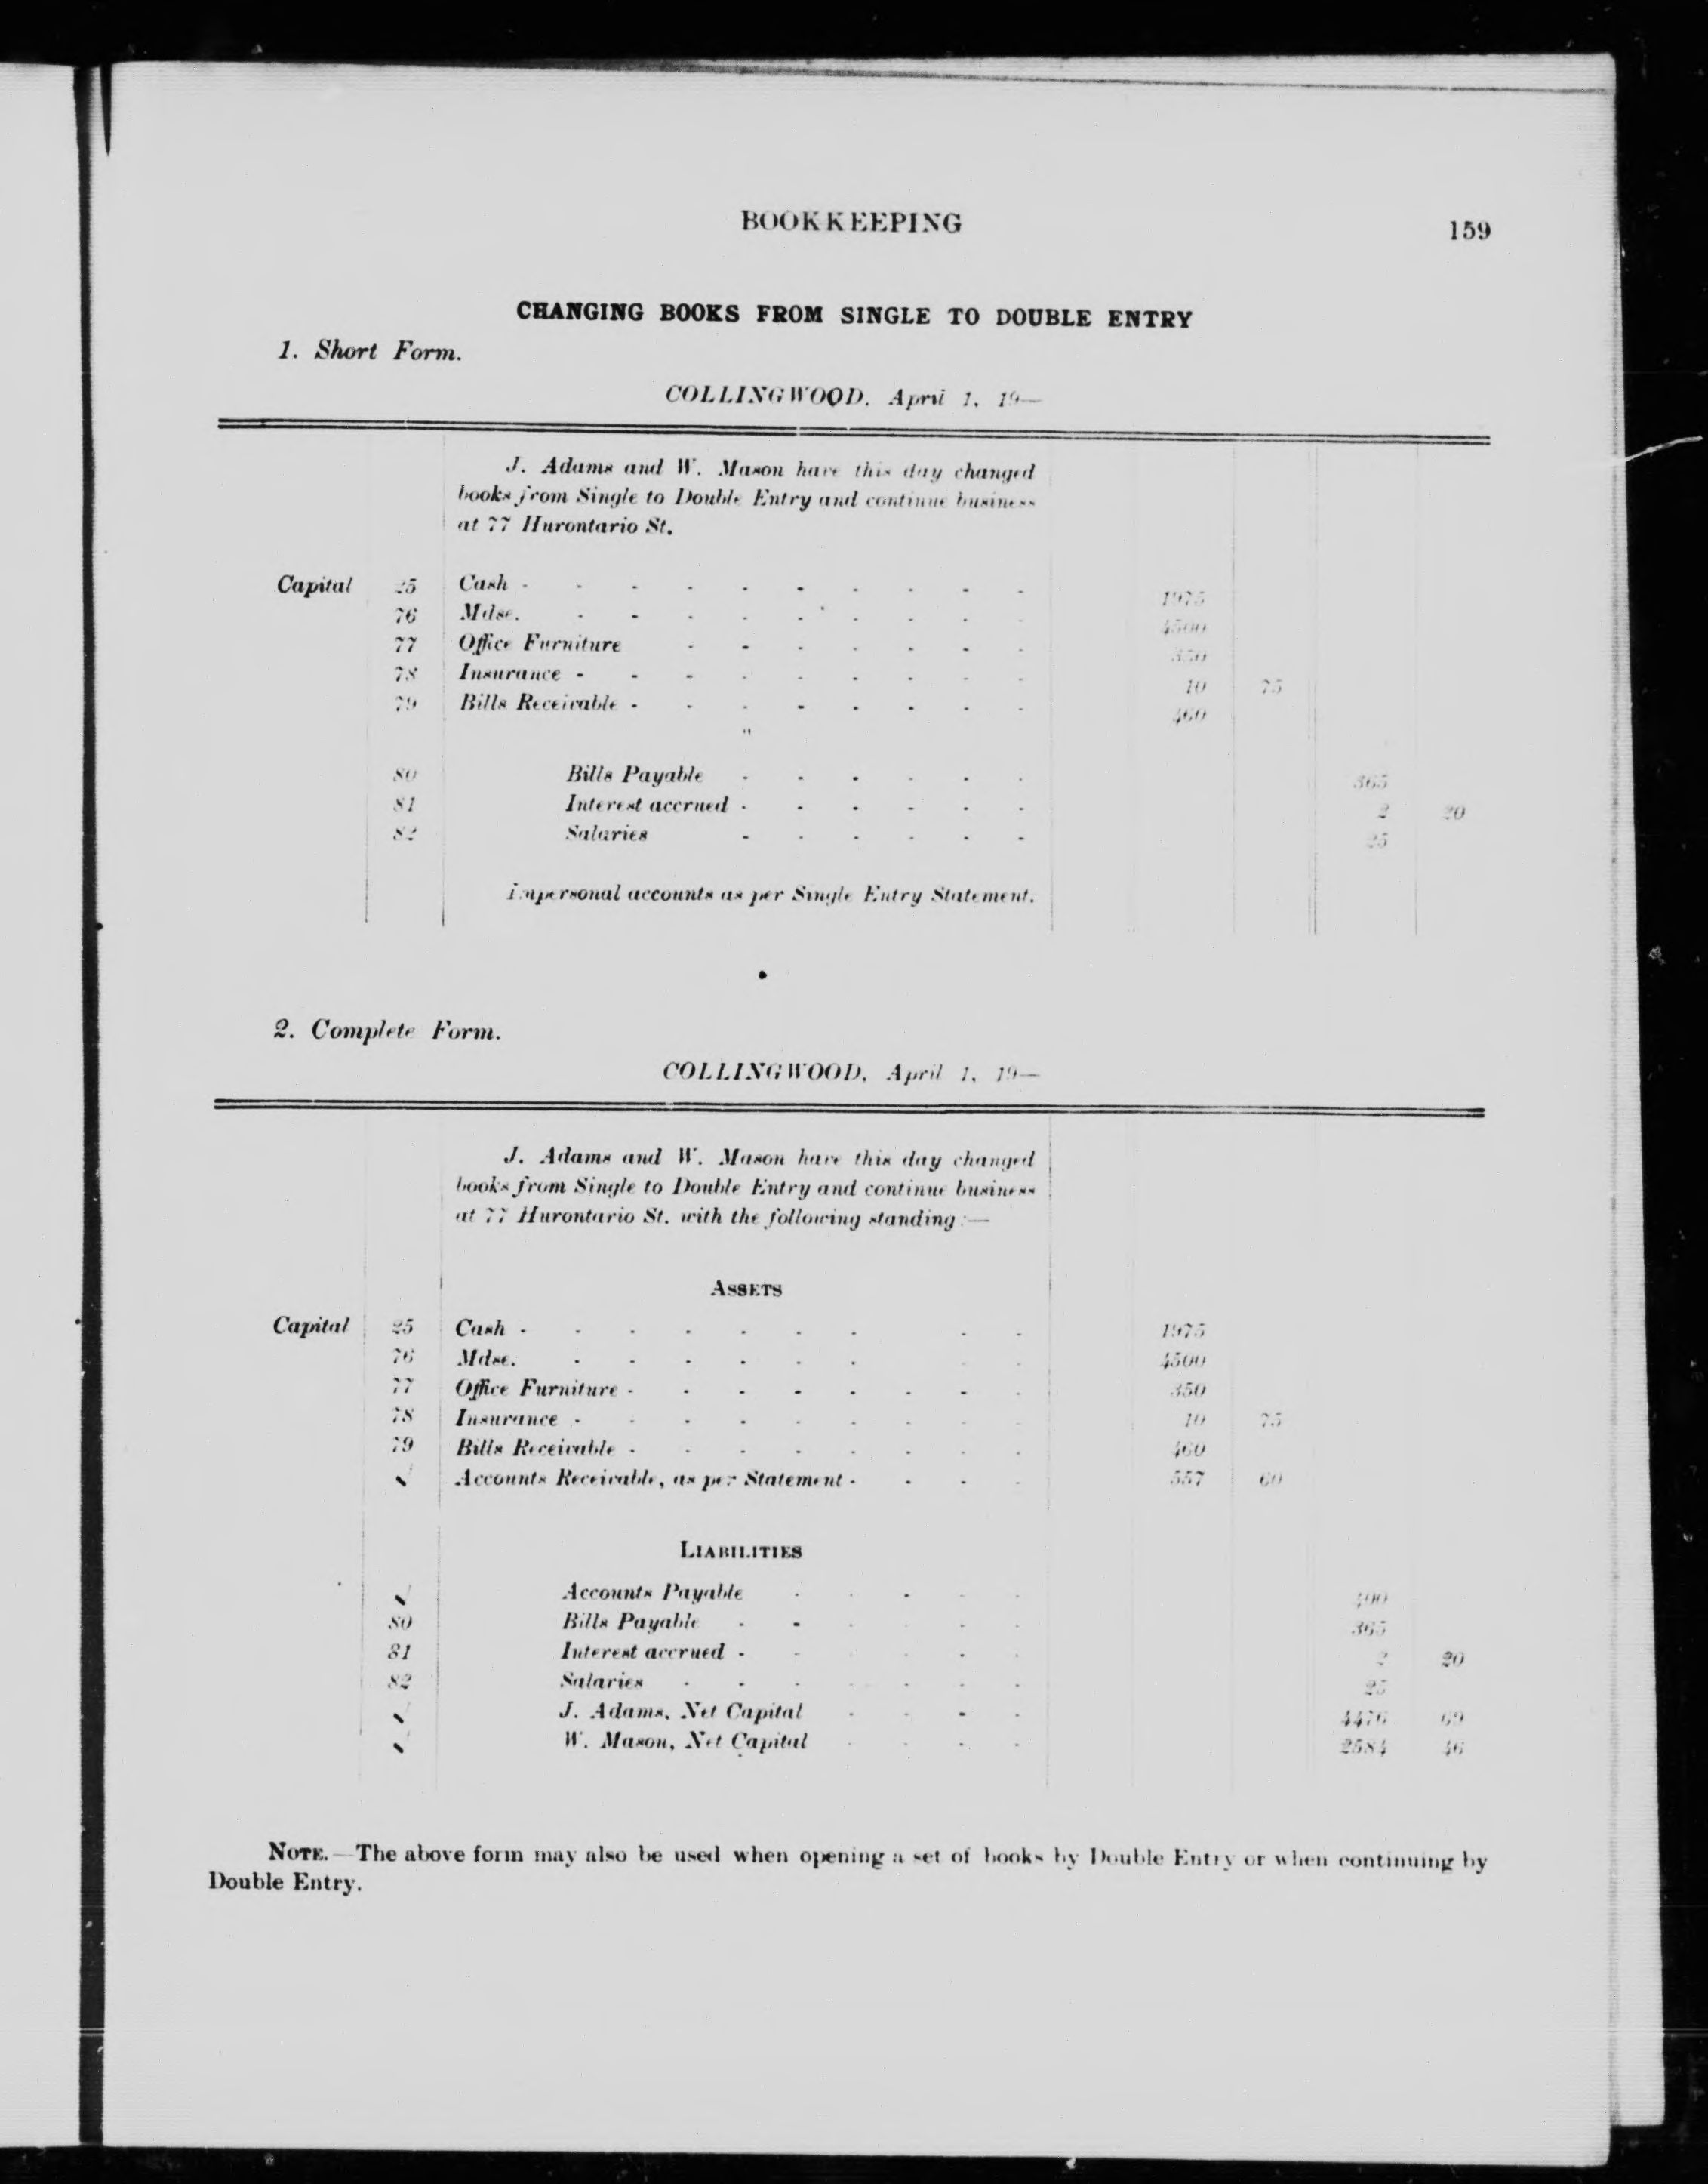 BOOKKEEPING 159
CHANGING BOOKS FROM SINGLE TO DOUBLE ENTRY
1. Short Form.
COLLINGWOOD, April 1, 19—
J. Adams and W. Mason have this day changed
books from Single to Double Entry and continue business
at 77 Hurontario St.
Capital 25 Cash - - - - - - - - - - 1975
76 Mdse. - - - - - - - - - 4500
77 Office Furniture - - - - - - - 350
78 Insurance - - - - - - - - - 10 75
79 Bills Receivable - - - - - - - - 460
"
80 Bills Payable - - - - - - 365
81 Interest accrued - - - - - - 2 20
82 Salaries - - - - - - 25
impersonal accounts as per Single Entry Statement.
2. Complete Form.
COLLINGWOOD, April 1, 19—
J. Adams and W. Mason have this day changed
books from Single to Double Entry and continue business
at 77 Hurontario St. with the following standing:—
ASSETS
Capital 25 Cash - - - - - - - - - 1975
76 Mdse. - - - - - - - - 4500
77 Office Furniture - - - - - - - - 350
78 Insurance - - - - - - - - - 10 75
79 Bills Receivable - - - - - - - - 460
✓ Accounts Receivable, as per Statement - - - - 557 60
LIABILITIES
✓ Accounts Payable - - - - - 400
80 Bills Payable - - - - - - 365
81 Interest accrued - - - - - - 2 20
82 Salaries - - - - - - - 25
✓ J. Adams, Net Capital - - - - 4476 69
✓ W. Mason, Net Capital - - - - 2584 46
NOTE.—The above form may also be used when opening a set of books by Double Entry or when continuing by
Double Entry.